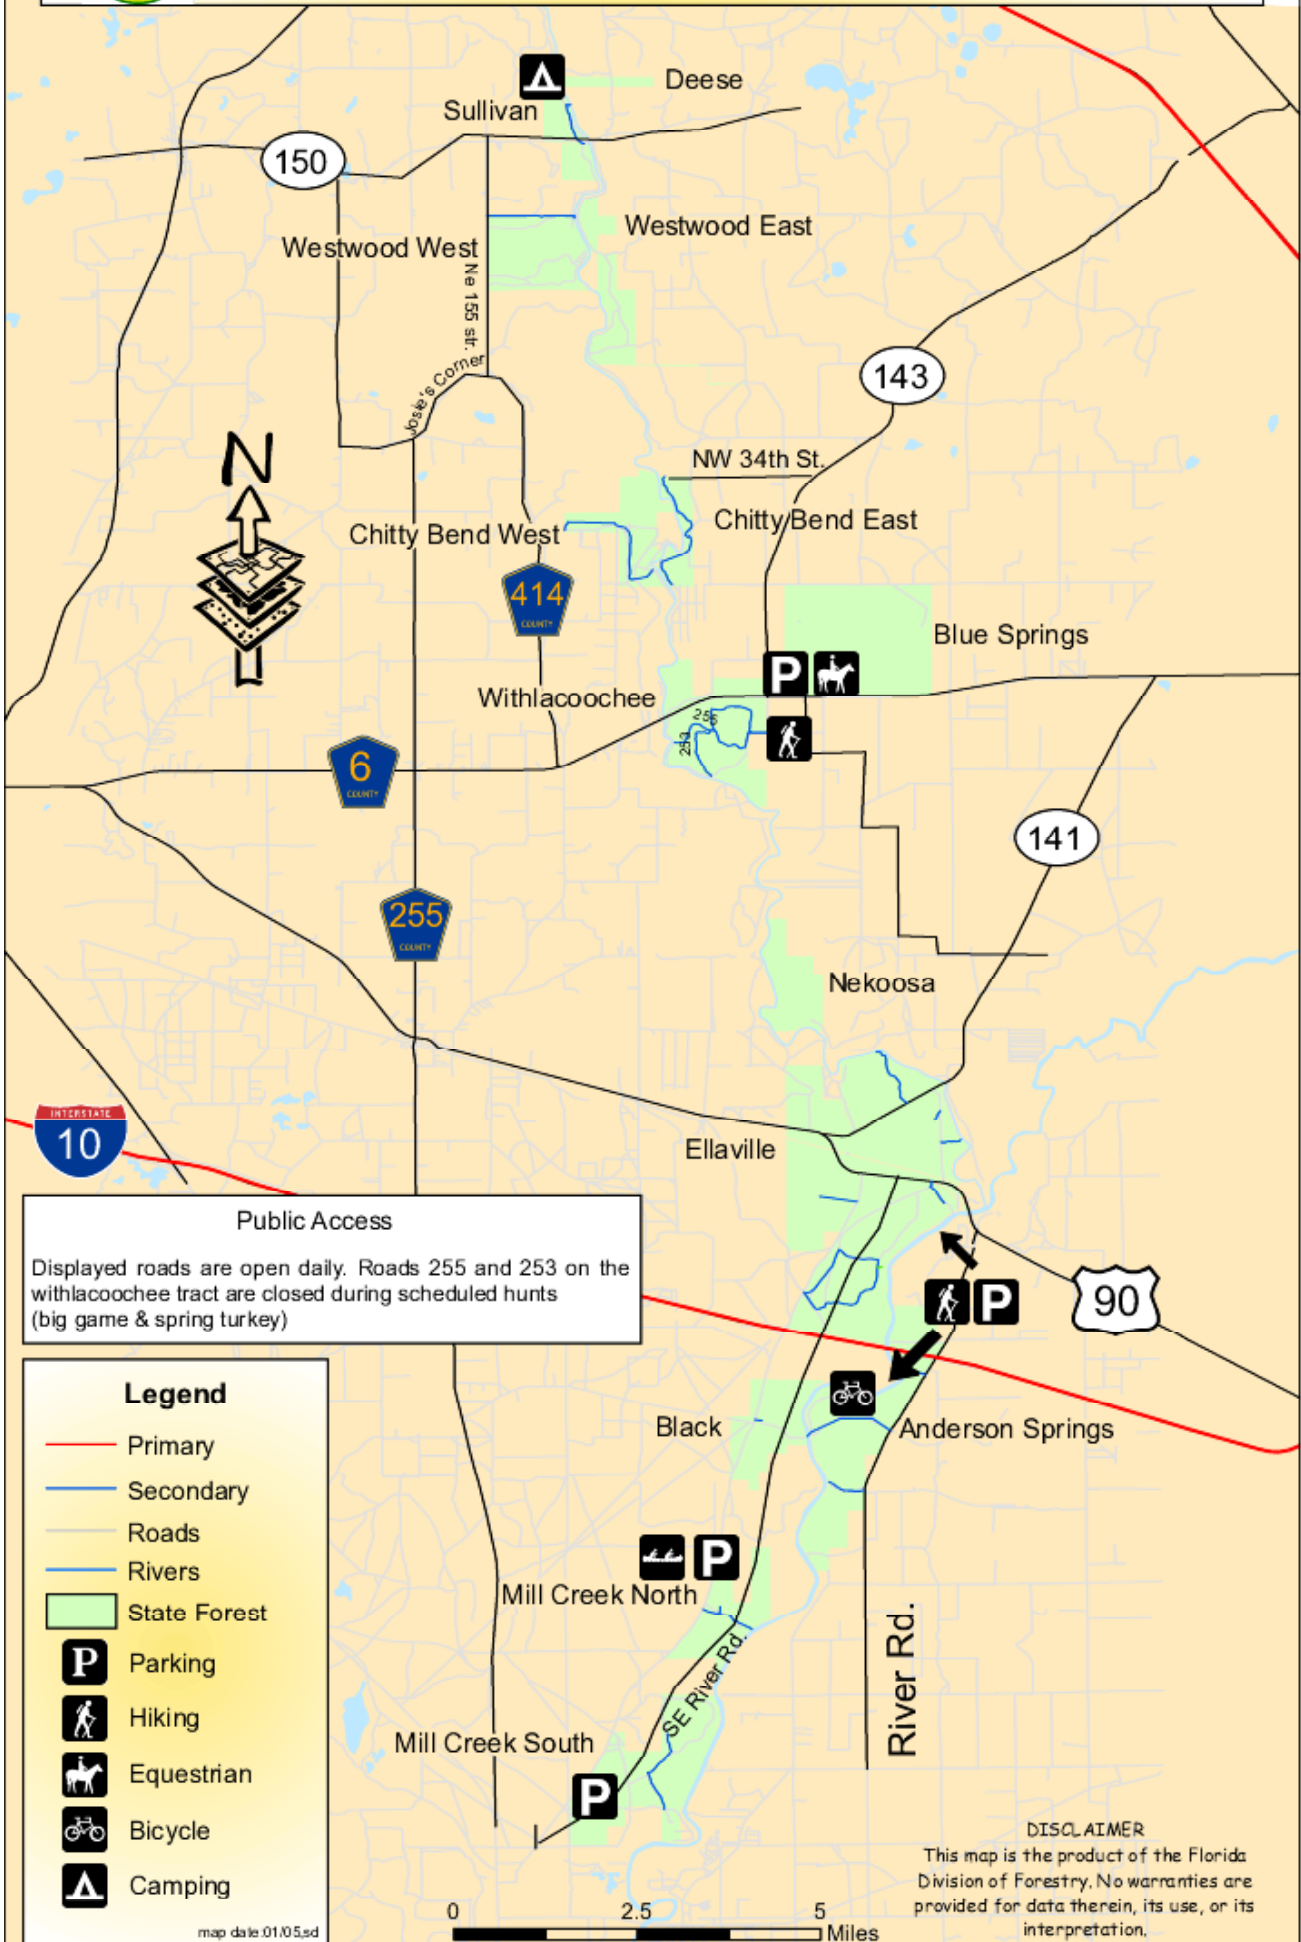 Deese
Sullivan
150
Westwood East
Westwood West
Ne 155 str.
Josie's Corner
143
N
NW 34th St.
Chitty Bend East
Chitty Bend West
414
COUNTY
Blue Springs
P
Withlacoochee
255
253
6
COUNTY
141
255
COUNTY
Nekoosa
INTERSTATE
10
Ellaville
Public Access
Displayed roads are open daily. Roads 255 and 253 on the
withlacoochee tract are closed during scheduled hunts
(big game & spring turkey)
P
90
Black
Anderson Springs
P
Mill Creek North
SE River Rd.
River Rd.
Mill Creek South
P
Legend
Primary
Secondary
Roads
Rivers
State Forest
P Parking
Hiking
Equestrian
Bicycle
Camping
map date:01/05,sd
0 2.5 5
Miles
DISCLAIMER
This map is the product of the Florida
Division of Forestry. No warranties are
provided for data therein, its use, or its
interpretation.